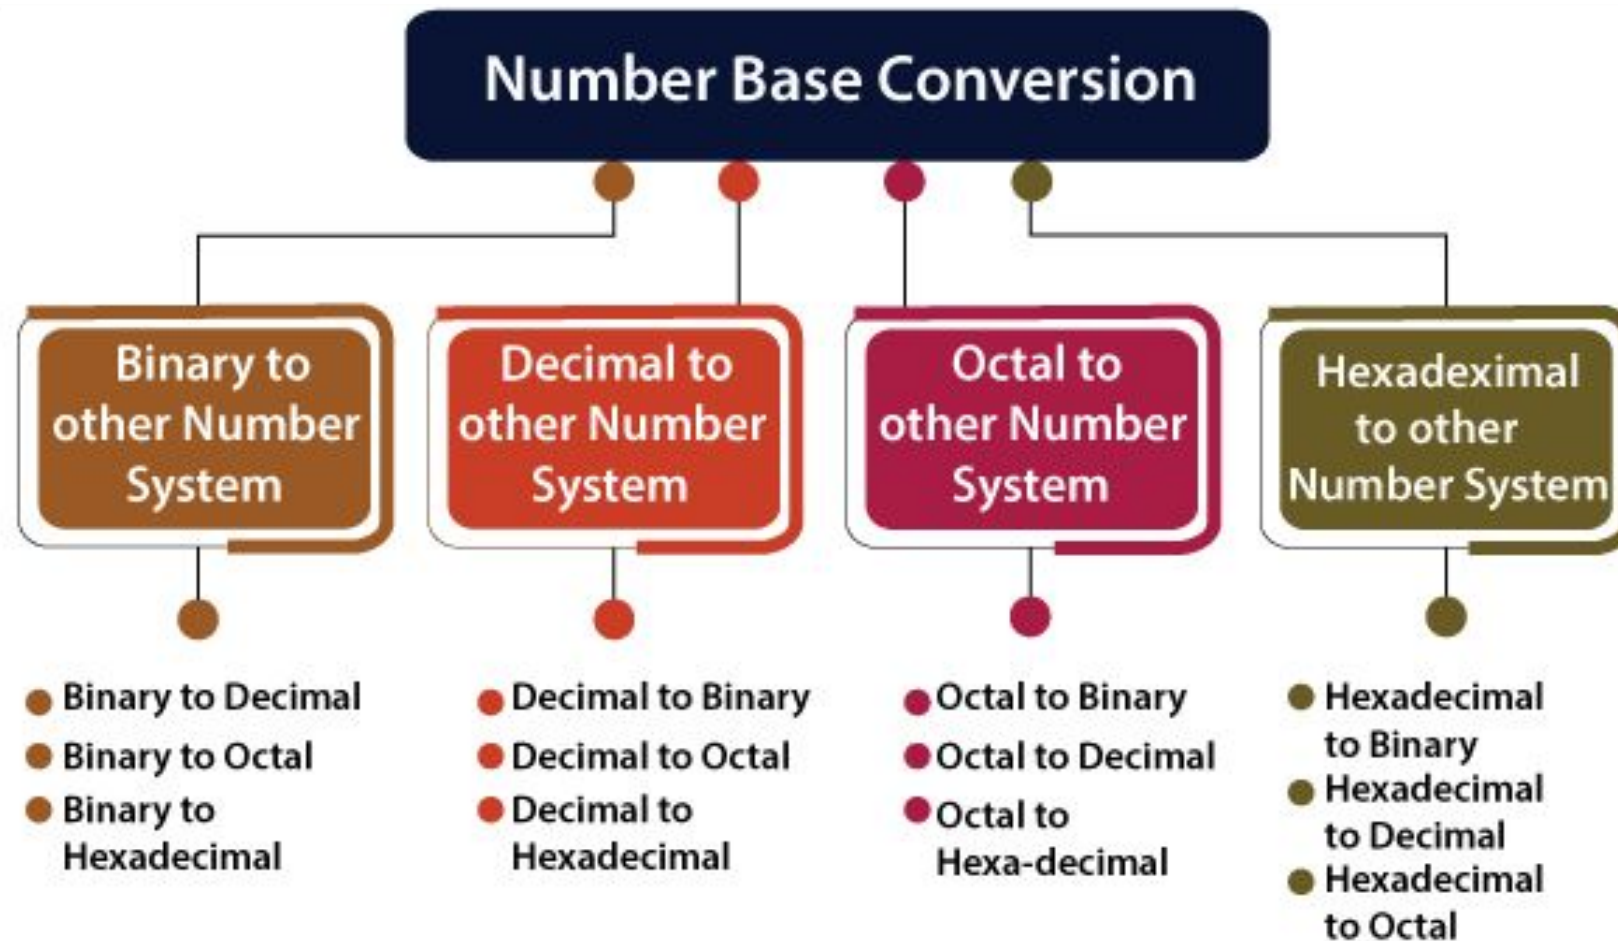 Number Base Conversion
Binary to
other Number
System
Decimal to
other Number
System
Octal to
other Number
System
Hexadeximal
to other
Number System
Binary to Decimal
Binary to Octal
Binary to
Hexadecimal
Decimal to Binary
Decimal to Octal
Decimal to
Hexadecimal
Octal to Binary
Octal to Decimal
Octal to
Hexa-decimal
Hexadecimal
to Binary
Hexadecimal
to Decimal
Hexadecimal
to Octal